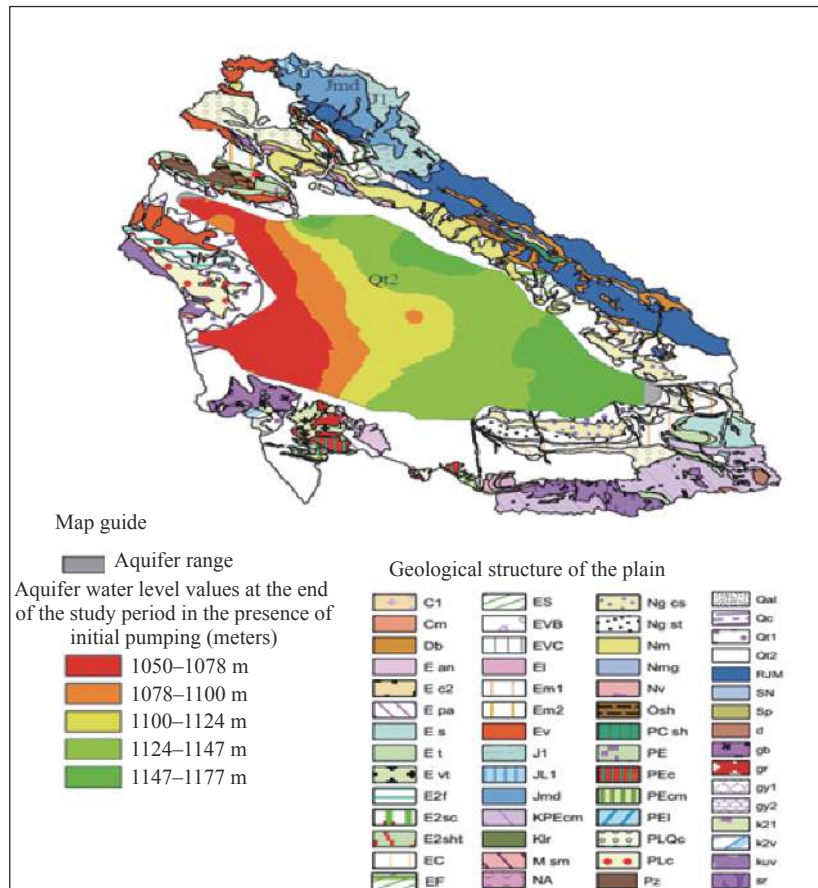 Jmd
J1
Qt2
Map guide
Aquifer range
Aquifer water level values at the end
of the study period in the presence of
initial pumping (meters)
1050–1078 m
1078–1100 m
1100–1124 m
1124–1147 m
1147–1177 m
Geological structure of the plain
C1
Cm
Db
E an
E c2
E pa
E s
E t
E vt
E2f
E2sc
E2sht
EC
EF
ES
EVB
EVC
El
Em1
Em2
Ev
J1
JL1
Jmd
KPEcm
Klr
M sm
NA
Ng cs
Ng st
Nm
Nmg
Nv
Osh
PC sh
PE
PEc
PEcm
PEl
PLQc
PLc
Pz
Qal
Qc
Qt1
Qt2
RJM
SN
Sp
d
gb
gr
gy1
gy2
k21
k2v
kuv
sr